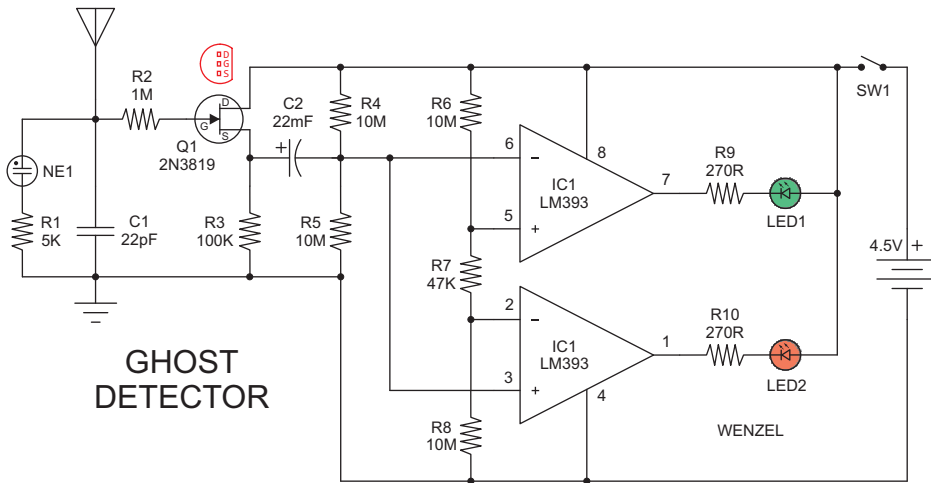 D
G
S
R2
1M
D
G
S
Q1
2N3819
C2
22mF
+
R4
10M
R6
10M
SW1
NE1
R1
5K
C1
22pF
R3
100K
R5
10M
6
−
8
IC1
LM393
7
5
+
R9
270R
LED1
4.5V
+
R7
47K
2
−
IC1
LM393
1
3
+
4
R10
270R
LED2
R8
10M
GHOST
DETECTOR
WENZEL